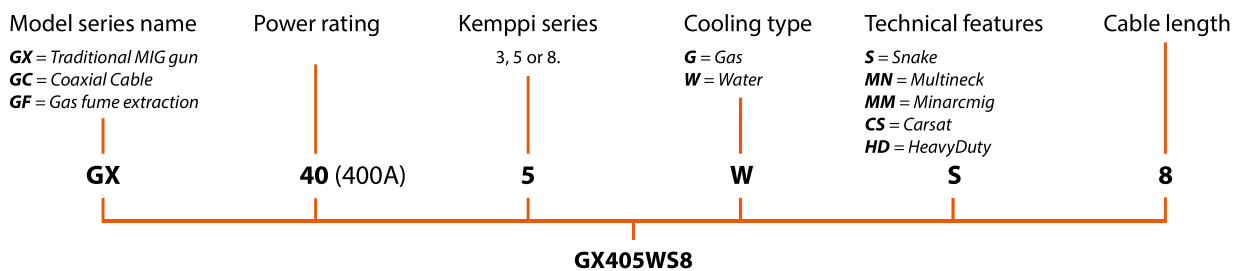 Model series name
GX = Traditional MIG gun
GC = Coaxial Cable
GF = Gas fume extraction
Power rating
Kemppi series
3, 5 or 8.
Cooling type
G = Gas
W = Water
Technical features
S = Snake
MN = Multineck
MM = Minarcmig
CS = Carsat
HD = HeavyDuty
Cable length
GX
40 (400A)
5
W
S
8
GX405WS8